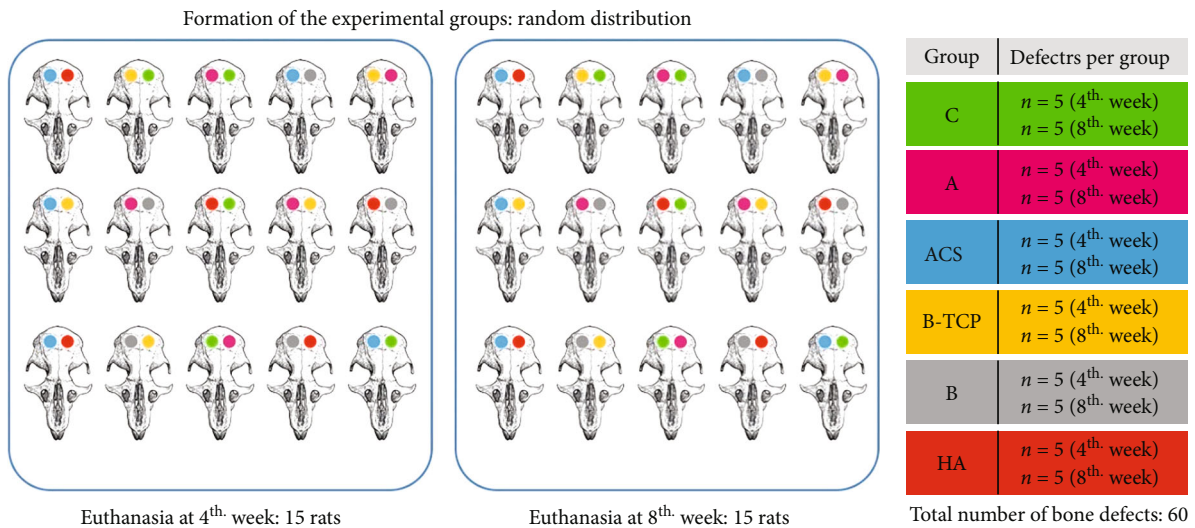 Formation of the experimental groups: random distribution
Euthanasia at 4th. week: 15 rats
Euthanasia at 8th. week: 15 rats
Group Defectrs per group
C n = 5 (4th. week)
n = 5 (8th. week)
A n = 5 (4th. week)
n = 5 (8th. week)
ACS n = 5 (4th. week)
n = 5 (8th. week)
B-TCP n = 5 (4th. week)
n = 5 (8th. week)
B n = 5 (4th. week)
n = 5 (8th. week)
HA n = 5 (4th. week)
n = 5 (8th. week)
Total number of bone defects: 60